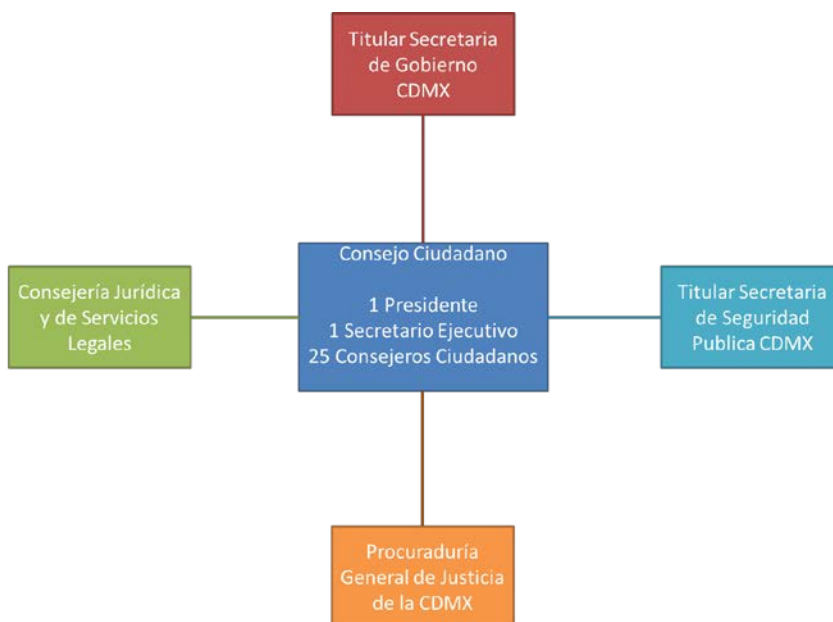 Titular Secretaria
de Gobierno
CDMX
Consejo Ciudadano
1 Presidente
1 Secretario Ejecutivo
25 Consejeros Ciudadanos
Consejería Jurídica
y de Servicios
Legales
Titular Secretaria
de Seguridad
Publica CDMX
Procuraduría
General de Justicia
de la CDMX